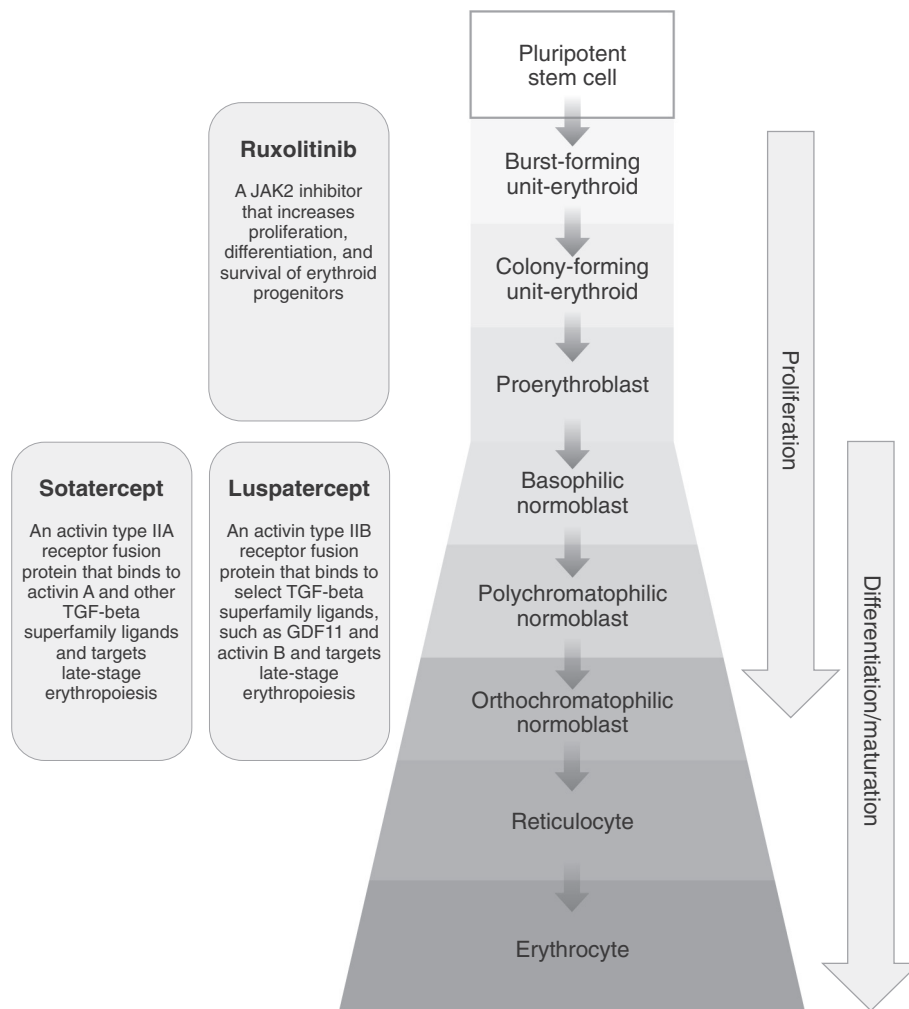 Pluripotent
stem cell
Burst-forming
unit-erythroid
Colony-forming
unit-erythroid
Proerythroblast
Basophilic
normoblast
Polychromatophilic
normoblast
Orthochromatophilic
normoblast
Reticulocyte
Erythrocyte
Ruxolitinib
A JAK2 inhibitor
that increases
proliferation,
differentiation, and
survival of erythroid
progenitors
Sotatercept
An activin type IIA
receptor fusion
protein that binds to
activin A and other
TGF-beta
superfamily ligands
and targets
late-stage
erythropoiesis
Luspatercept
An activin type IIB
receptor fusion
protein that binds to
select TGF-beta
superfamily ligands,
such as GDF11 and
activin B and targets
late-stage
erythropoiesis
Proliferation
Differentiation/maturation